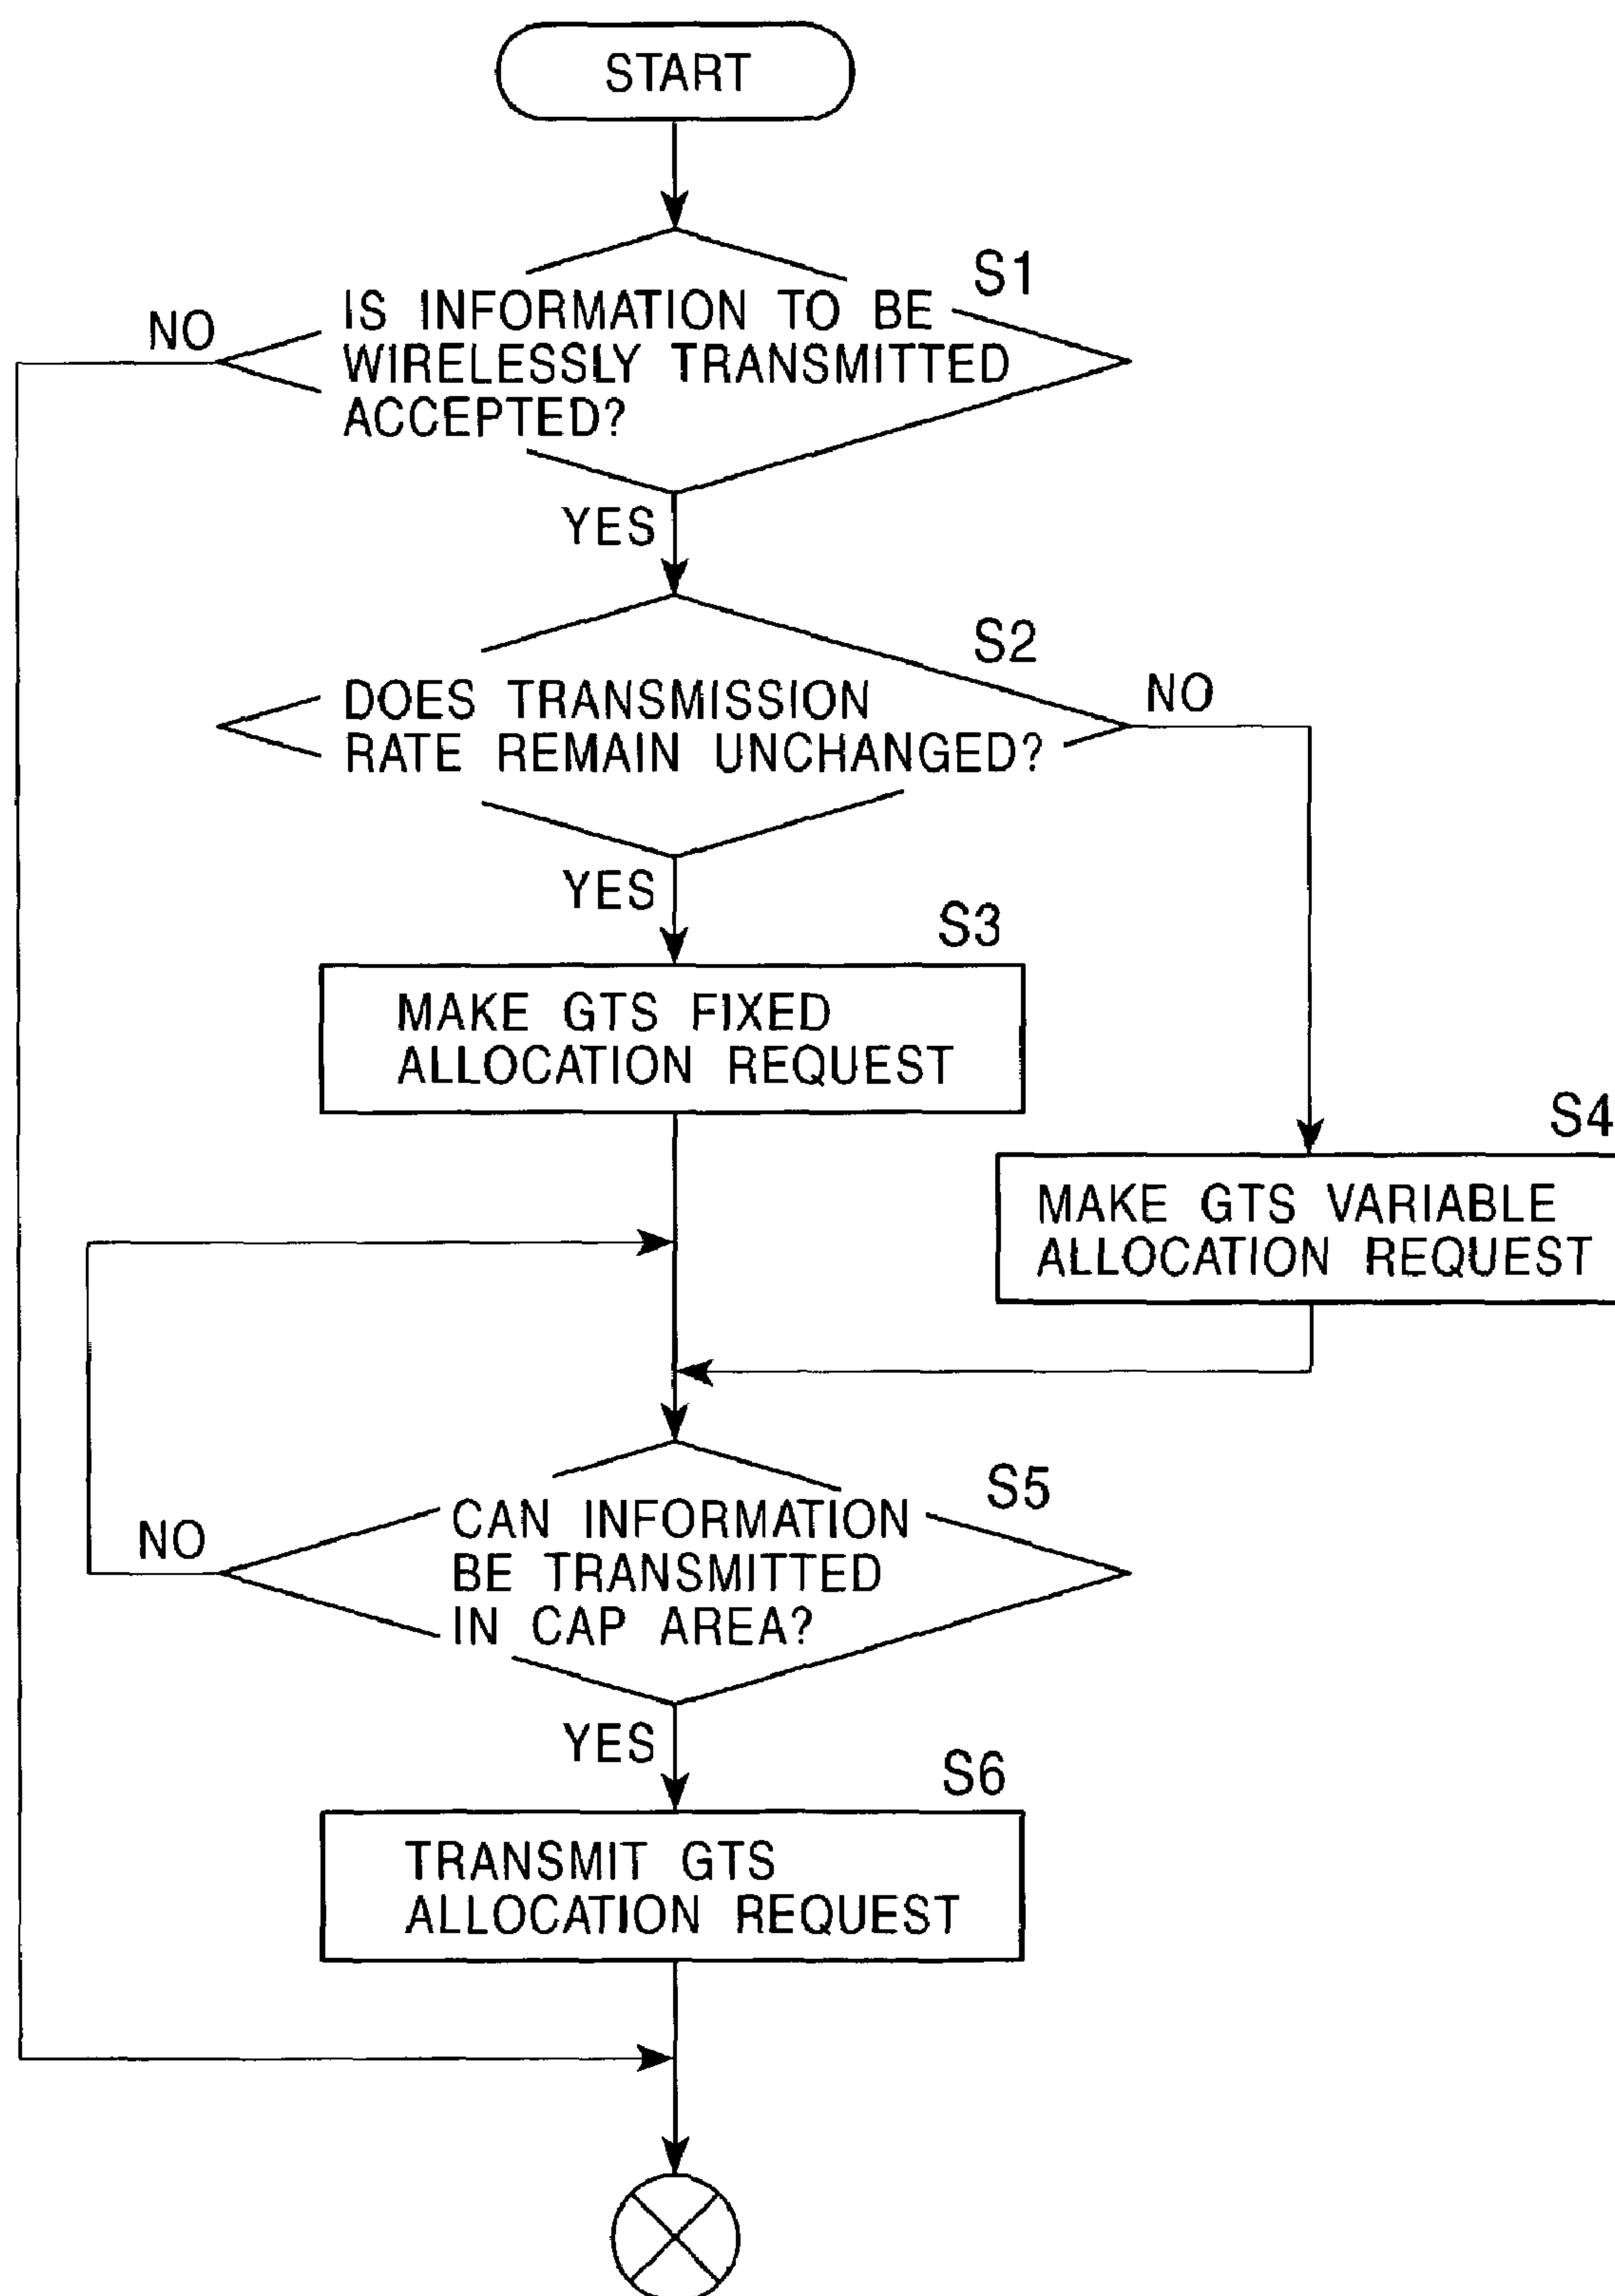 START
S1
NO
IS INFORMATION TO BE
WIRELESSLY TRANSMITTED
ACCEPTED?
YES
S2
NO
DOES TRANSMISSION
RATE REMAIN UNCHANGED?
YES
S3
MAKE GTS FIXED
ALLOCATION REQUEST
S4
MAKE GTS VARIABLE
ALLOCATION REQUEST
S5
NO
CAN INFORMATION
BE TRANSMITTED
IN CAP AREA?
YES
S6
TRANSMIT GTS
ALLOCATION REQUEST